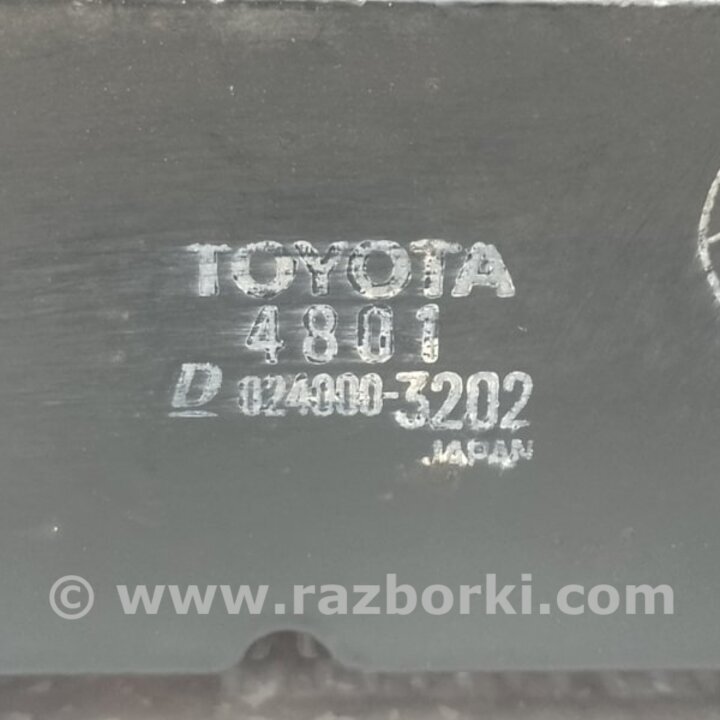 TOYOTA
4801
D 024000-3202
JAPAN
© www.razborki.com